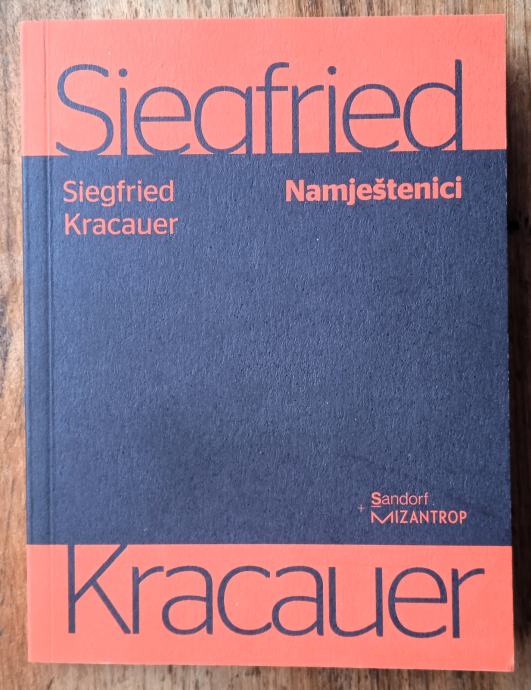 Siegfried
Siegfried
Kracauer
Namještenici
Sandorf
+ MIZANTROP
Kracauer